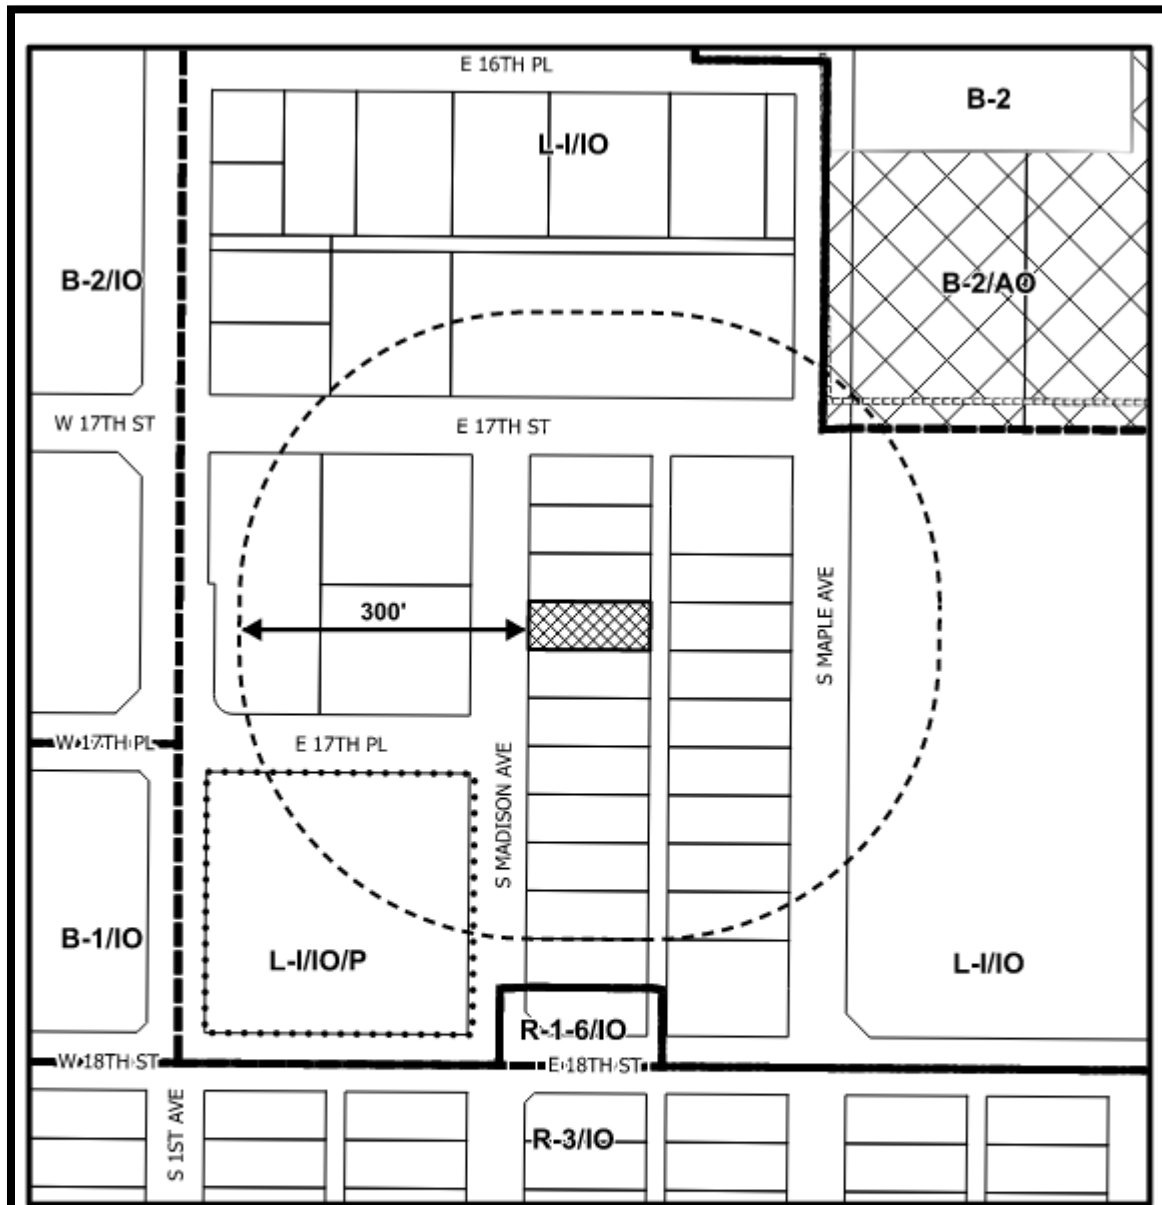 E 16TH PL
B-2
L-I/IO
B-2/IO
B-2/AO
W 17TH ST
E 17TH ST
300'
S MAPLE AVE
W 17TH PL
E 17TH PL
S MADISON AVE
B-1/IO
L-I/IO/P
L-I/IO
R-1-6/IO
W 18TH ST
E 18TH ST
S 1ST AVE
R-3/IO